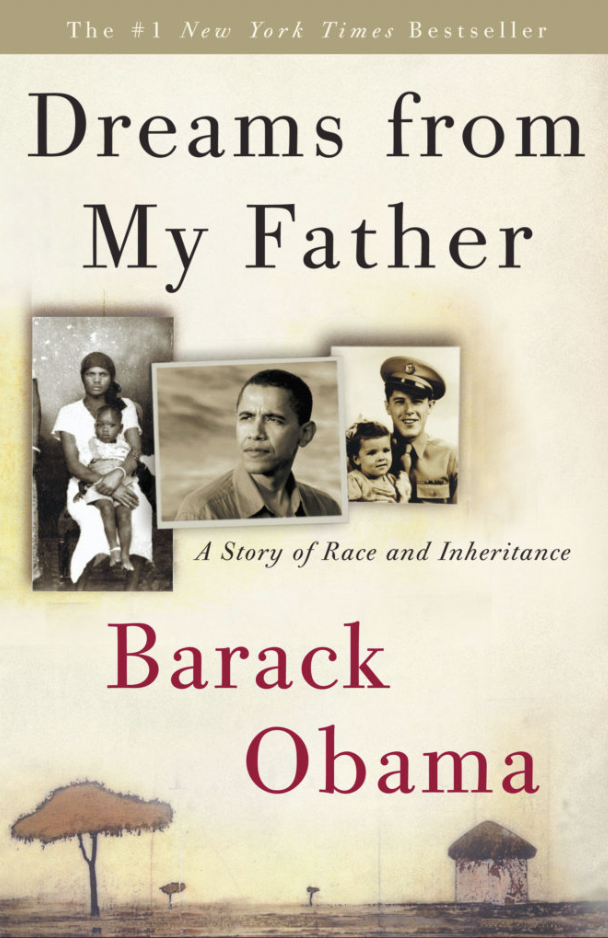 The #1 New York Times Bestseller
Dreams from
My Father
A Story of Race and Inheritance
Barack
Obama